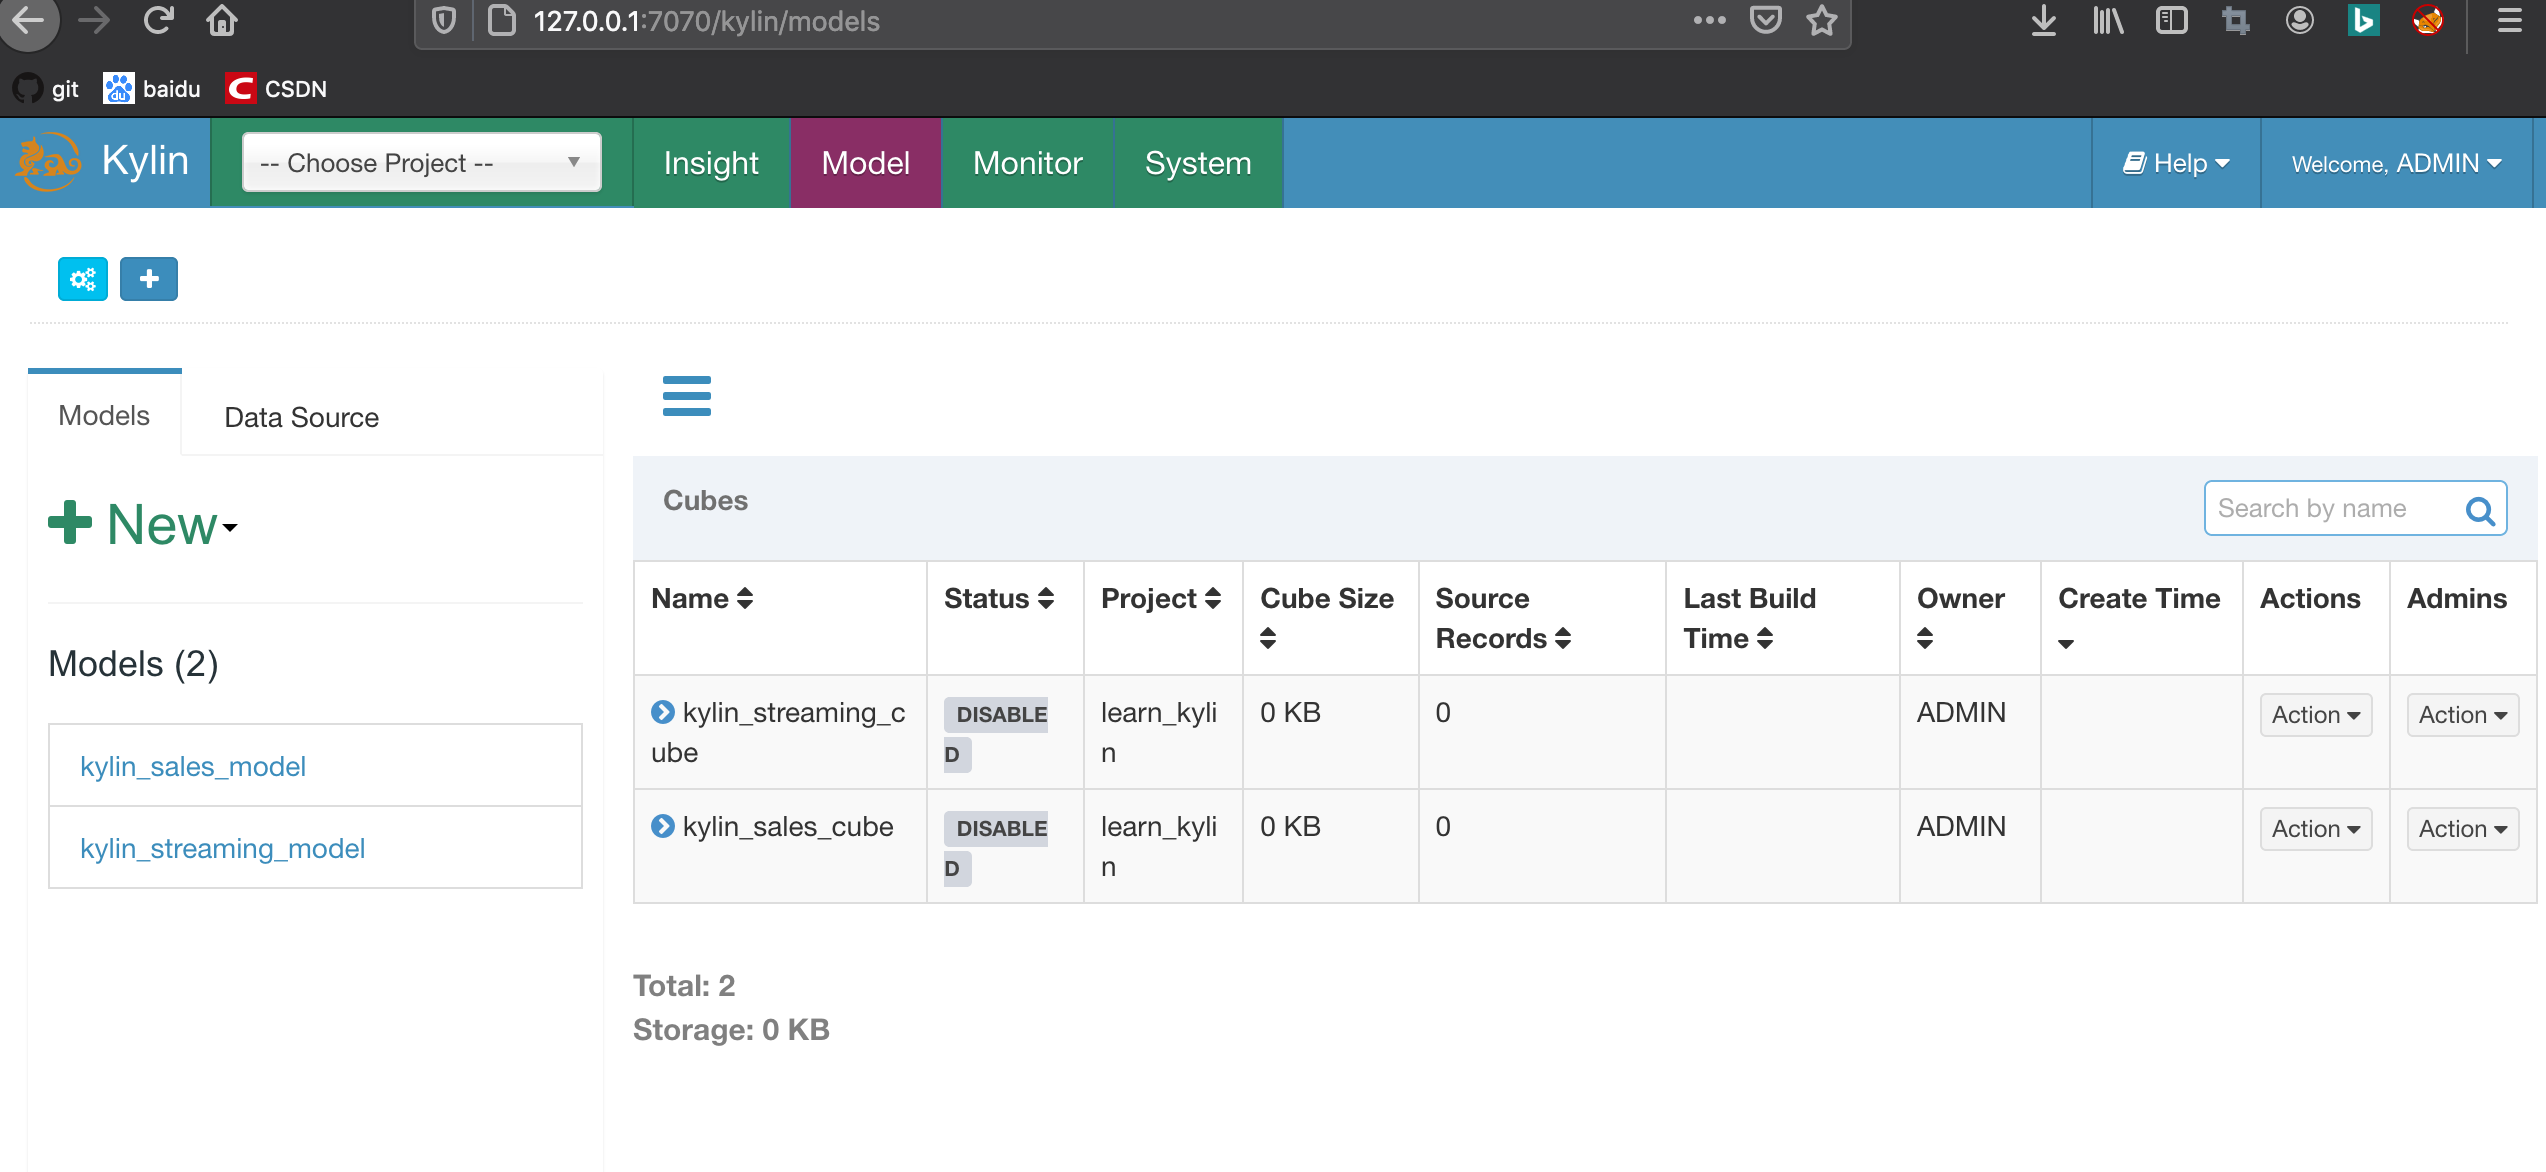 127.0.0.1:7070/kylin/models
git baidu CSDN
Kylin -- Choose Project -- Insight Model Monitor System Help Welcome, ADMIN
Models Data Source
New
Models (2)
kylin_sales_model
kylin_streaming_model
Cubes Search by name
Name Status Project Cube Size Source Records Last Build Time Owner Create Time Actions Admins
kylin_streaming_cube DISABLED learn_kylin 0 KB 0 ADMIN Action Action
kylin_sales_cube DISABLED learn_kylin 0 KB 0 ADMIN Action Action
Total: 2
Storage: 0 KB